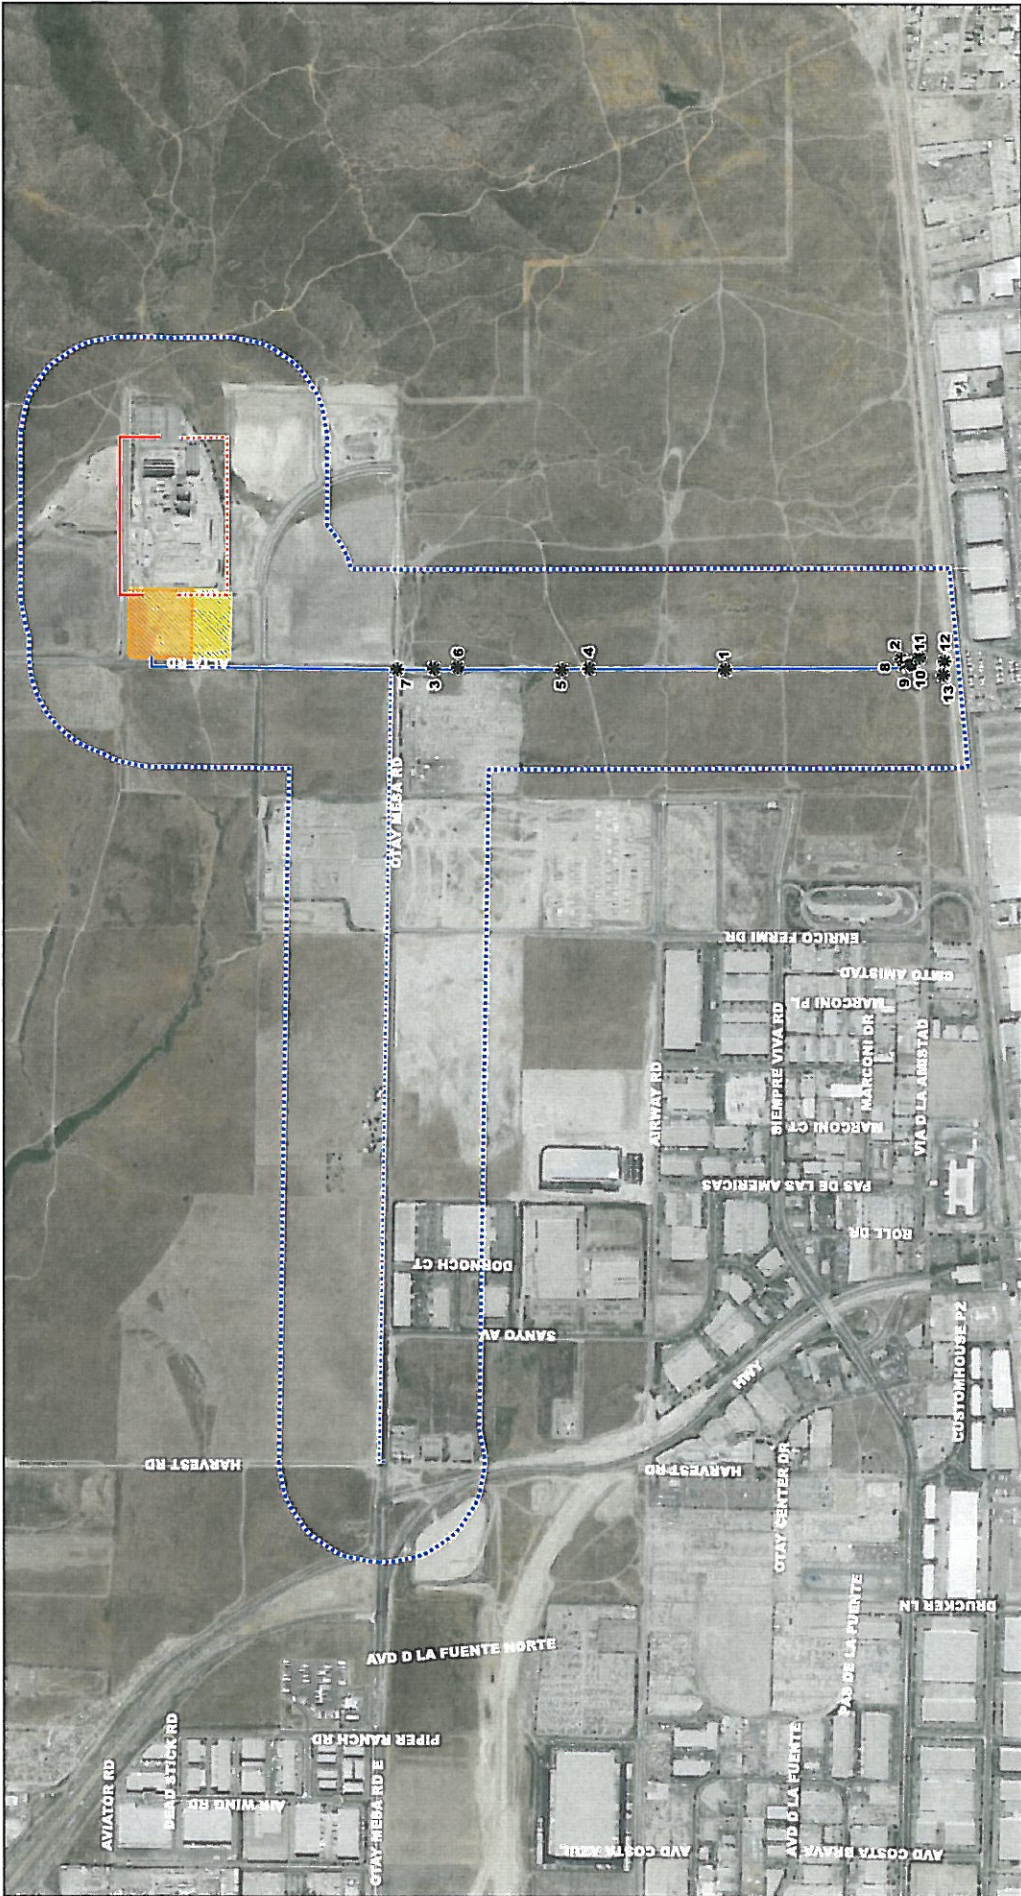 ALTA RD
7
3
6
5
4
1
8
2
9
11
10
12
13
OTAY MESA RD
ENRICO FERMI DR
CMTO AMISTAD
MARCONI PL
SIEMPRE VIVA RD
MARCONI DR
VIA D LA AMISTAD
AIRWAY RD
MARCONI CT
PAS DE LAS AMERICAS
ROLL DR
DORNOCH CT
SANYO AV
HWY
CUSTOMHOUSE PZ
HARVEST RD
HARVEST RD
OTAY CENTER DR
DRUCKER LN
PAS DE LA FUENTE
AVD D LA FUENTE NORTE
PIPER RANCH RD
DEAD STICK RD
AVIATOR RD
AIR WING RD
OTAY MESA RD E
AVD D LA FUENTE
AVD COSTA AZUL
AVD COSTA BRAVA